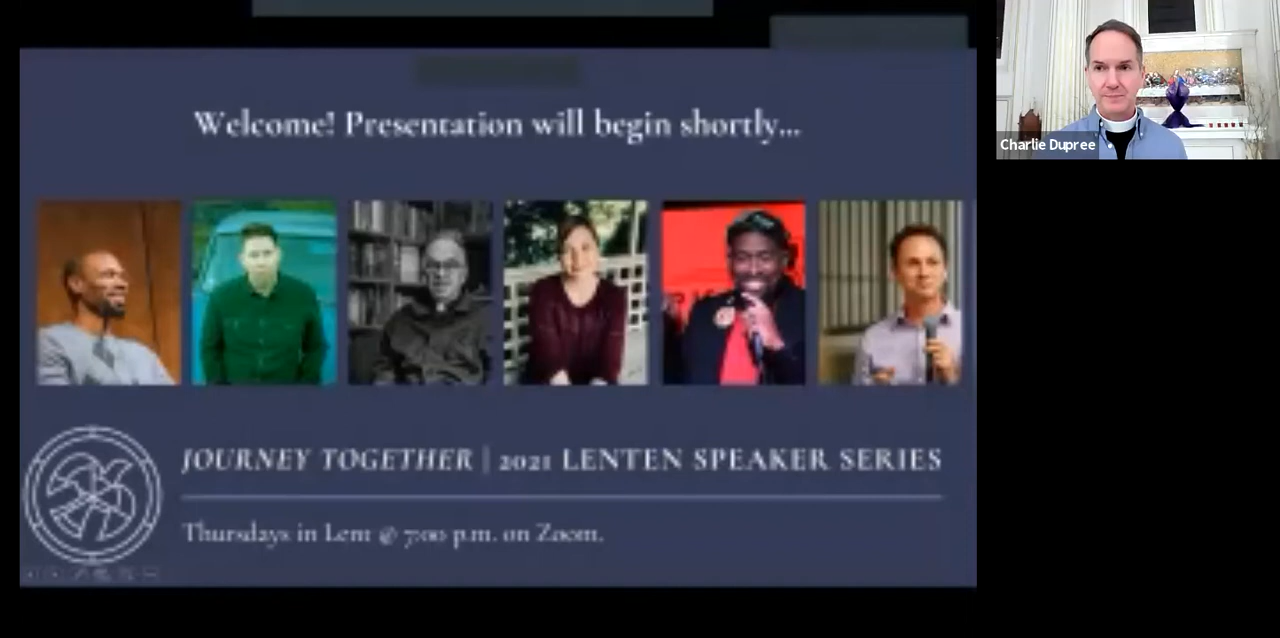 Welcome! Presentation will begin shortly...
Charlie Dupree
JOURNEY TOGETHER | 2021 LENTEN SPEAKER SERIES
Thursdays in Lent @ 7:00 p.m. on Zoom.